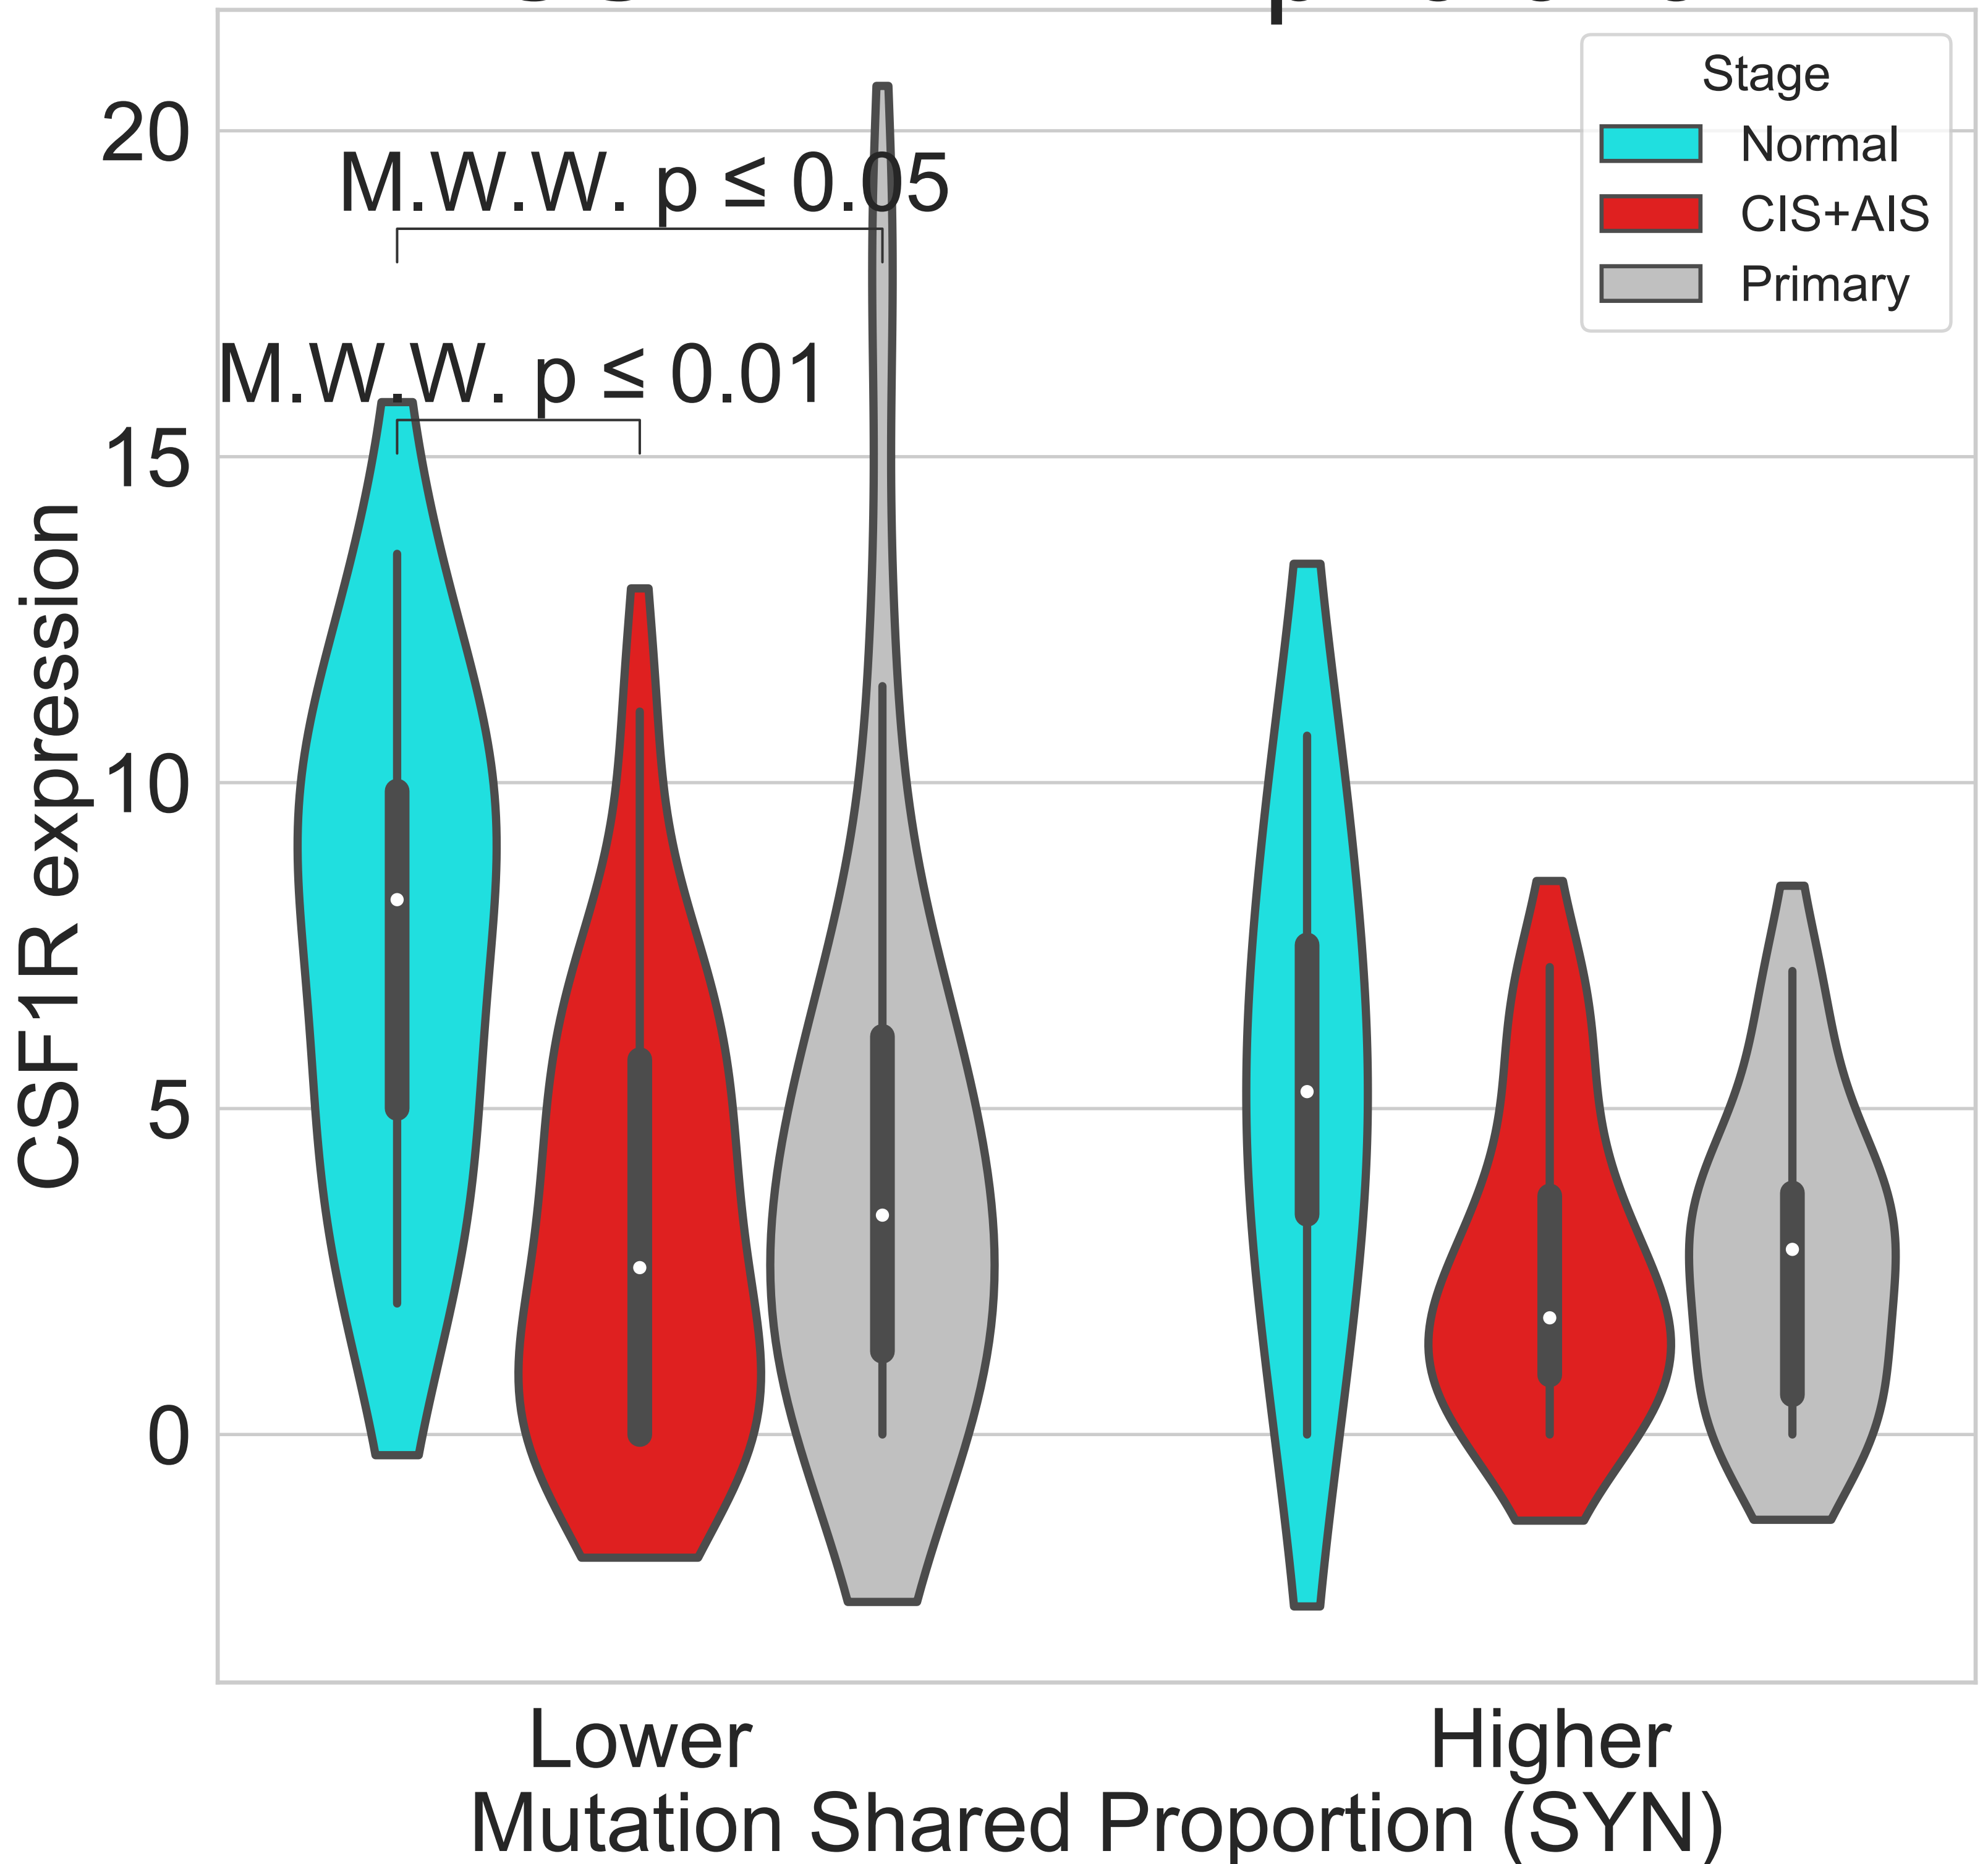 Stage
Normal
CIS+AIS
Primary
M.W.W. p ≤ 0.05
M.W.W. p ≤ 0.01
20
15
10
5
0
CSF1R expression
Lower
Higher
Mutation Shared Proportion (SYN)